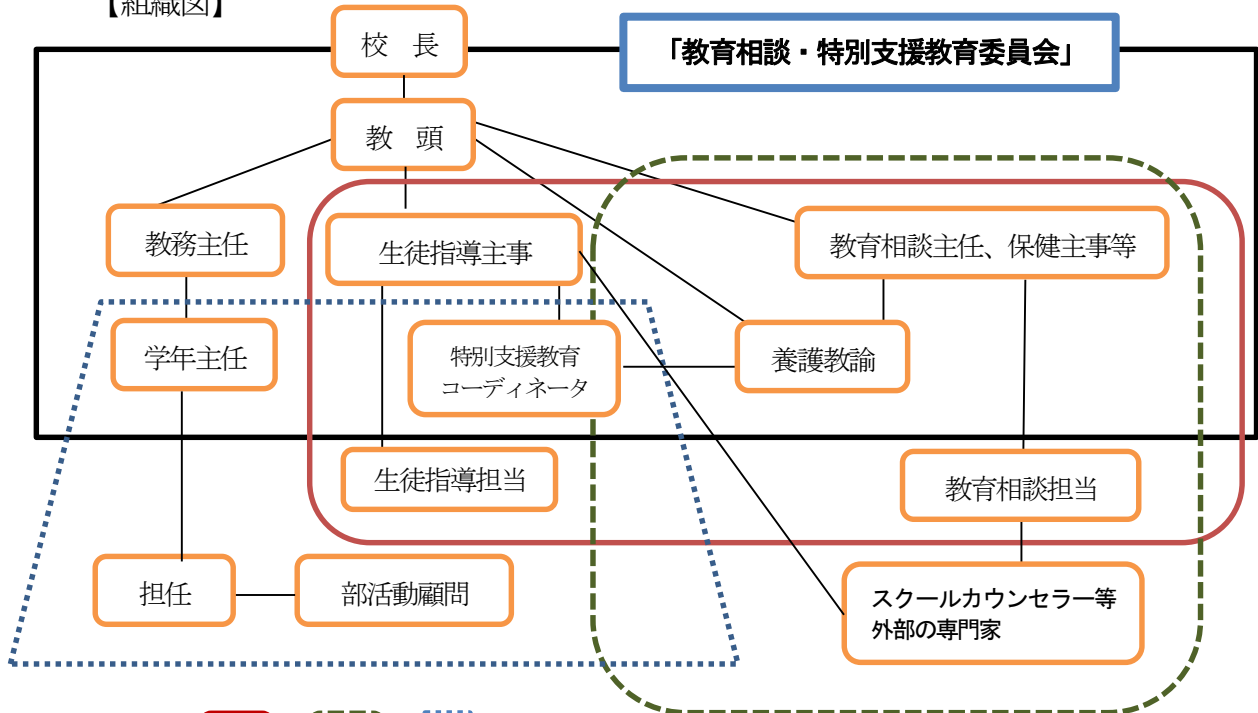 【組織図】
校 長
「教育相談・特別支援教育委員会」
教 頭
教務主任
生徒指導主事
教育相談主任、保健主事等
学年主任
特別支援教育
コーディネータ
養護教諭
生徒指導担当
教育相談担当
担任
部活動顧問
スクールカウンセラー等
外部の専門家